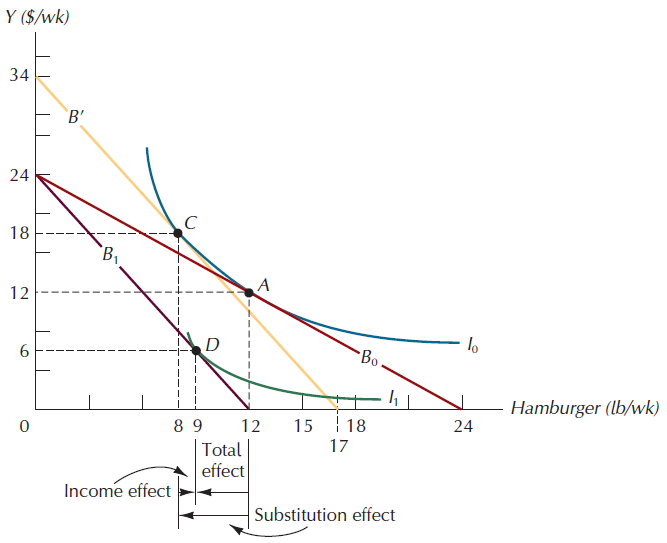 Y ($/wk)
34
B′
24
C
18
B₁
A
12
I₀
D
6
B₀
I₁
Hamburger (lb/wk)
0
8 9 12 15 18 24
17
Total
effect
Income effect
Substitution effect